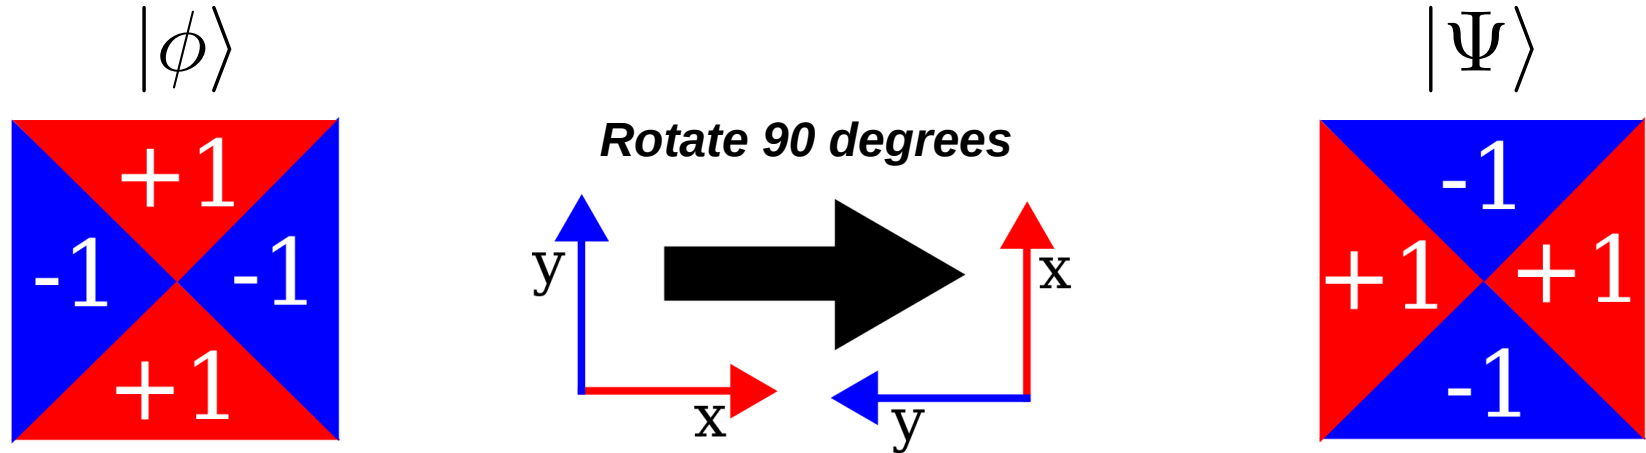 |ϕ⟩
+1
-1
-1
+1
Rotate 90 degrees
y
x
x
y
|Ψ⟩
-1
+1
+1
-1